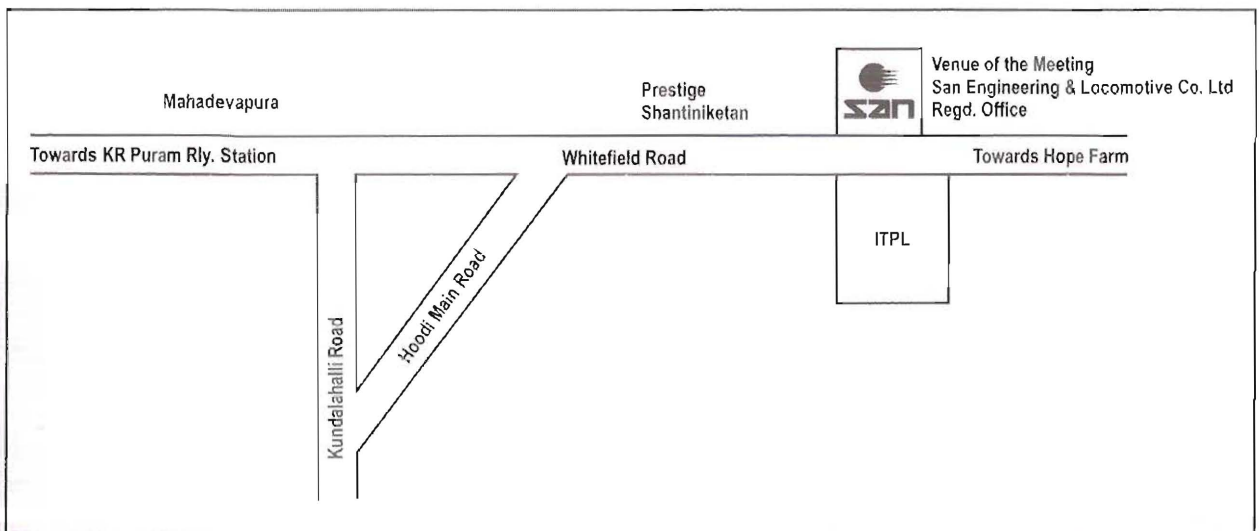 Mahadevapura
Prestige
Shantiniketan
san
Venue of the Meeting
San Engineering & Locomotive Co. Ltd
Regd. Office
Towards KR Puram Rly. Station
Whitefield Road
Towards Hope Farm
ITPL
Hoodi Main Road
Kundalahalli Road